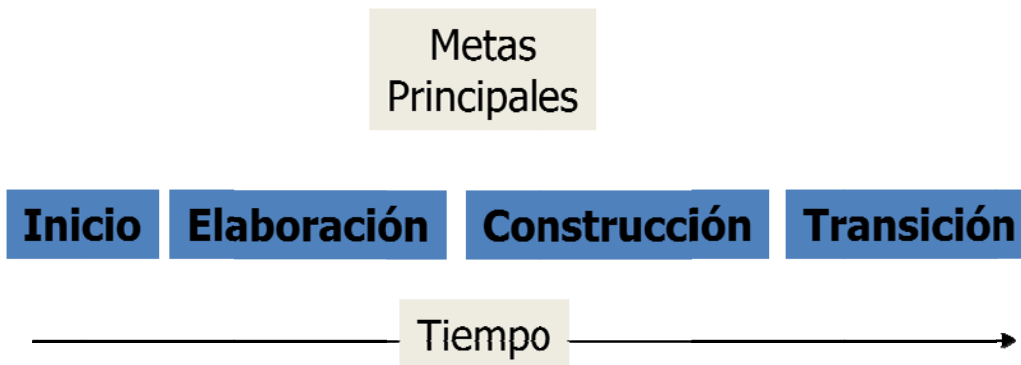 Metas
Principales
Inicio Elaboración Construcción Transición
Tiempo